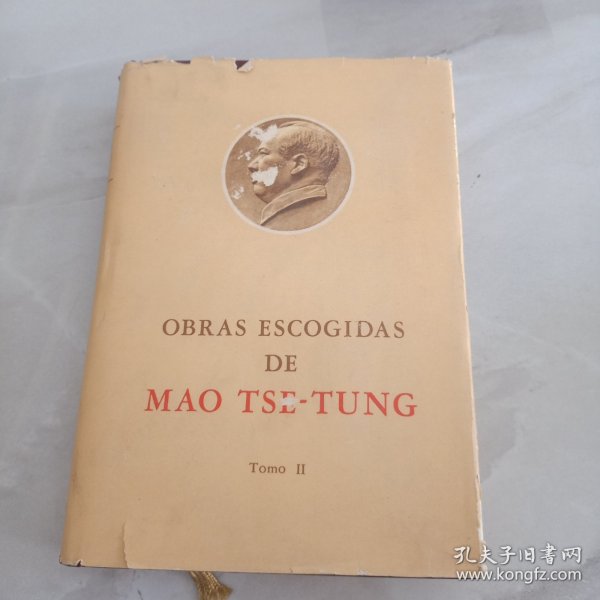 OBRAS ESCOGIDAS
DE
MAO TSE-TUNG
Tomo II
孔夫子旧书网
www.kongfz.com